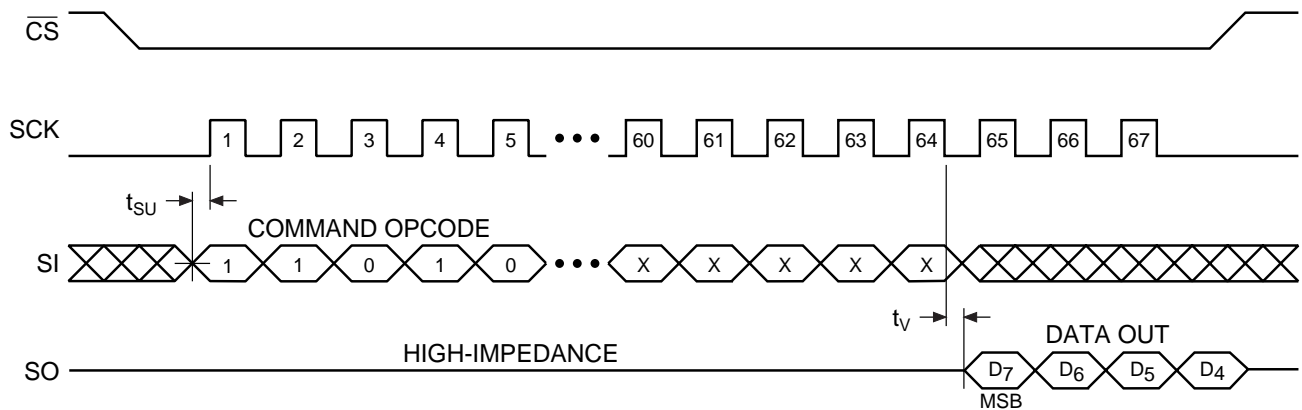 CS
SCK 1 2 3 4 5 ••• 60 61 62 63 64 65 66 67
tSU
COMMAND OPCODE
SI 1 1 0 1 0 ••• X X X X X
tV
HIGH-IMPEDANCE
DATA OUT
SO D7 D6 D5 D4
MSB